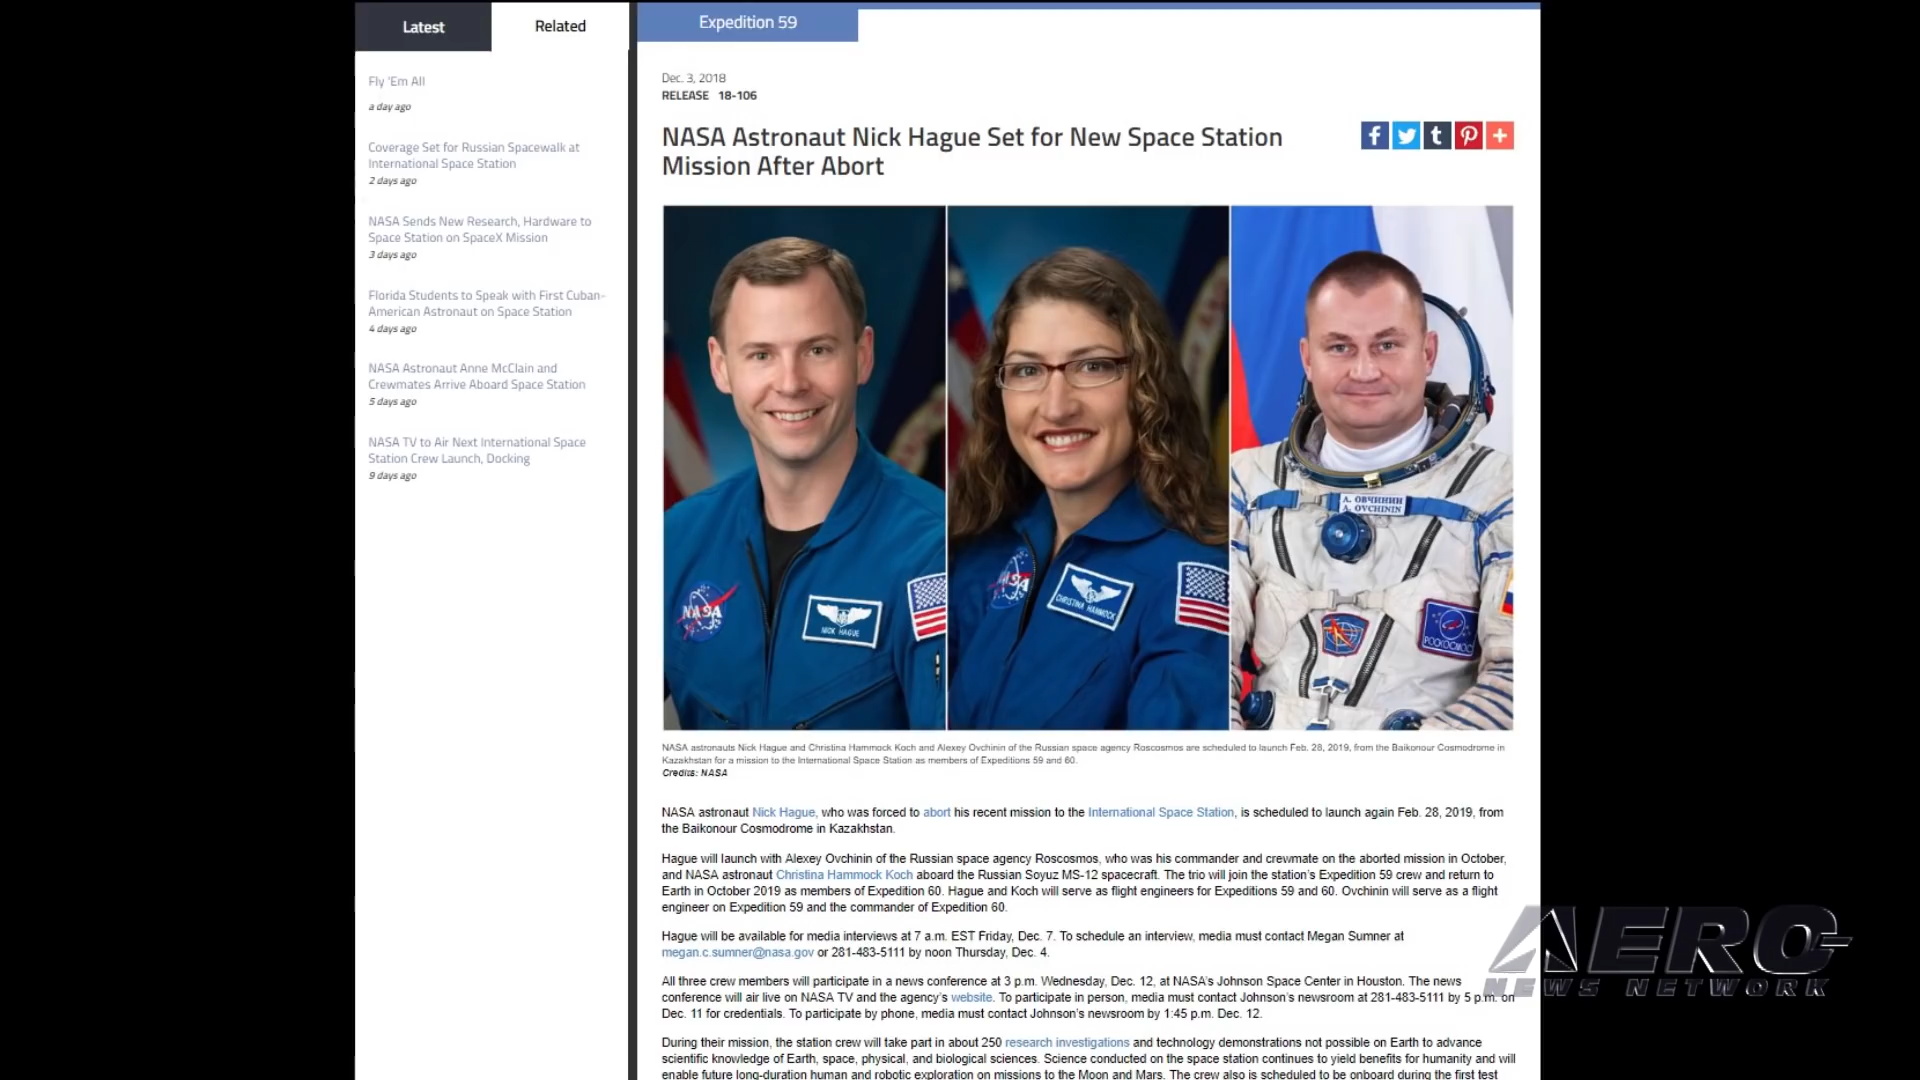 Latest
Related
Fly 'Em All
a day ago
Coverage Set for Russian Spacewalk at
International Space Station
2 days ago
NASA Sends New Research, Hardware to
Space Station on SpaceX Mission
3 days ago
Florida Students to Speak with First Cuban-
American Astronaut on Space Station
4 days ago
NASA Astronaut Anne McClain and
Crewmates Arrive Aboard Space Station
5 days ago
NASA TV to Air Next International Space
Station Crew Launch, Docking
9 days ago
Expedition 59
Dec. 3, 2018
RELEASE 18-106
NASA Astronaut Nick Hague Set for New Space Station
Mission After Abort
NASA
NICK HAGUE
NASA
CHRISTINA HAMMOCK
А. ОВЧИНИН
A. OVCHININ
РОСКОСМОС
NASA astronauts Nick Hague and Christina Hammock Koch and Alexey Ovchinin of the Russian space agency Roscosmos are scheduled to launch Feb. 28, 2019, from the Baikonour Cosmodrome in
Kazakhstan for a mission to the International Space Station as members of Expeditions 59 and 60.
Credits: NASA
NASA astronaut Nick Hague, who was forced to abort his recent mission to the International Space Station, is scheduled to launch again Feb. 28, 2019, from
the Baikonour Cosmodrome in Kazakhstan.
Hague will launch with Alexey Ovchinin of the Russian space agency Roscosmos, who was his commander and crewmate on the aborted mission in October,
and NASA astronaut Christina Hammock Koch aboard the Russian Soyuz MS-12 spacecraft. The trio will join the station's Expedition 59 crew and return to
Earth in October 2019 as members of Expedition 60. Hague and Koch will serve as flight engineers for Expeditions 59 and 60. Ovchinin will serve as a flight
engineer on Expedition 59 and the commander of Expedition 60.
Hague will be available for media interviews at 7 a.m. EST Friday, Dec. 7. To schedule an interview, media must contact Megan Sumner at
megan.c.sumner@nasa.gov or 281-483-5111 by noon Thursday, Dec. 4.
All three crew members will participate in a news conference at 3 p.m. Wednesday, Dec. 12, at NASA's Johnson Space Center in Houston. The news
conference will air live on NASA TV and the agency's website. To participate in person, media must contact Johnson's newsroom at 281-483-5111 by 5 p.m. on
Dec. 11 for credentials. To participate by phone, media must contact Johnson's newsroom by 1:45 p.m. Dec. 12.
During their mission, the station crew will take part in about 250 research investigations and technology demonstrations not possible on Earth to advance
scientific knowledge of Earth, space, physical, and biological sciences. Science conducted on the space station continues to yield benefits for humanity and will
enable future long-duration human and robotic exploration on missions to the Moon and Mars. The crew also is scheduled to be onboard during the first test
AERO
NEWS NETWORK